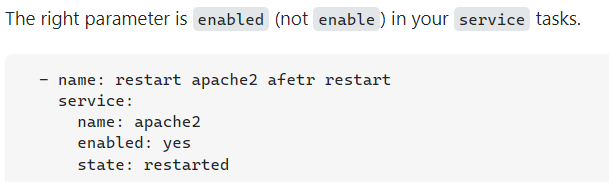 The right parameter is enabled (not enable) in your service tasks.
- name: restart apache2 afetr restart
  service:
    name: apache2
    enabled: yes
    state: restarted